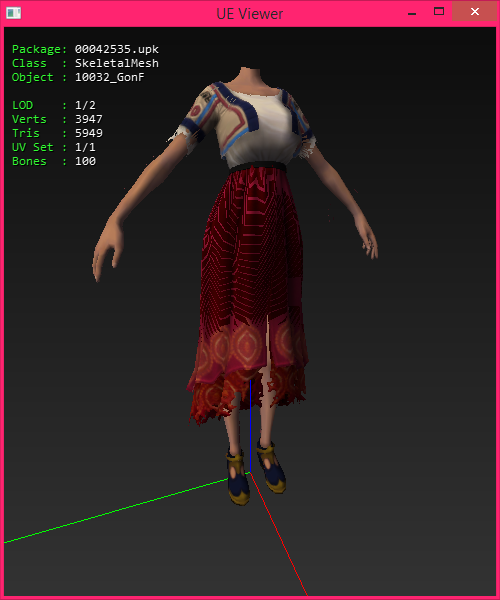 UE Viewer
Package: 00042535.upk
Class  : SkeletalMesh
Object : 10032_GonF
LOD    : 1/2
Verts  : 3947
Tris   : 5949
UV Set : 1/1
Bones  : 100